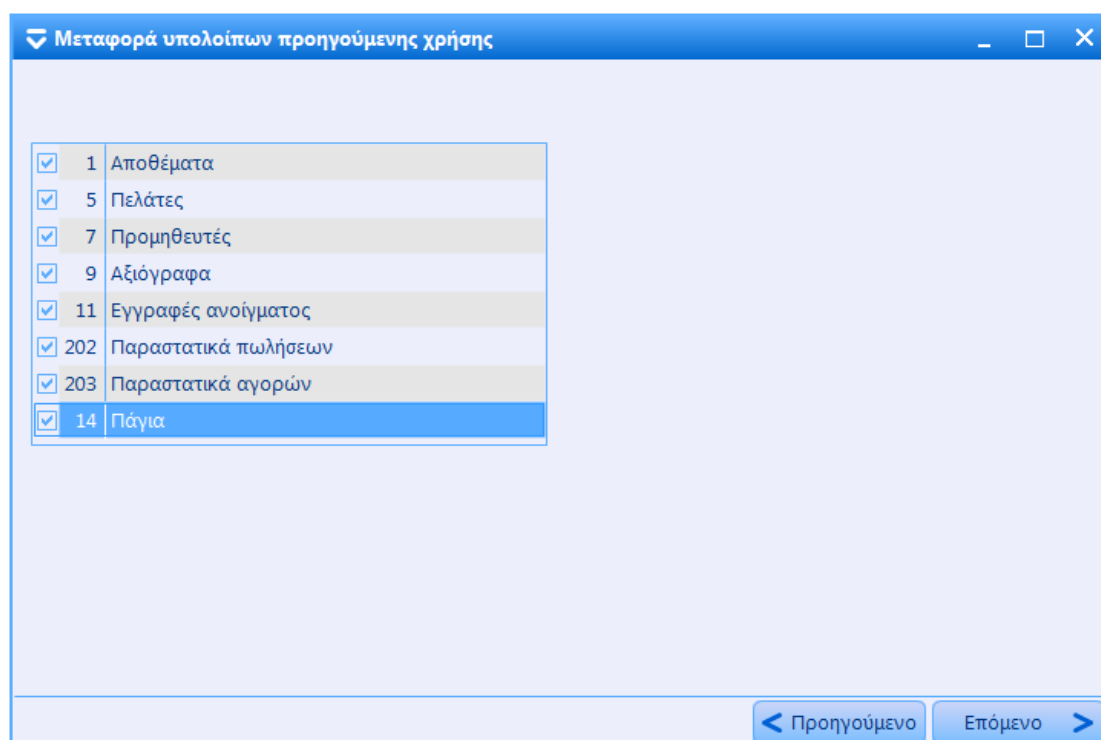 Μεταφορά υπολοίπων προηγούμενης χρήσης
1 Αποθέματα
5 Πελάτες
7 Προμηθευτές
9 Αξιόγραφα
11 Εγγραφές ανοίγματος
202 Παραστατικά πωλήσεων
203 Παραστατικά αγορών
14 Πάγια
Προηγούμενο Επόμενο